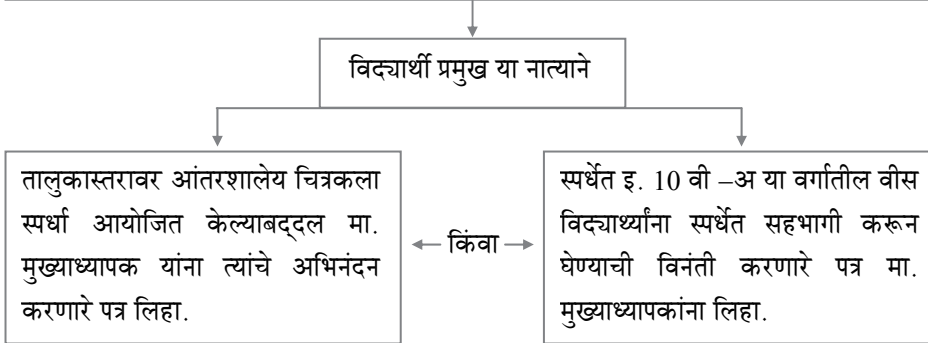 विद्यार्थी प्रमुख या नात्याने
तालुकास्तरावर आंतरशालेय चित्रकला
स्पर्धा आयोजित केल्याबद्दल मा.
मुख्याध्यापक यांना त्यांचे अभिनंदन
करणारे पत्र लिहा.
किंवा
स्पर्धेत इ. 10 वी –अ या वर्गातील वीस
विद्यार्थ्यांना स्पर्धेत सहभागी करून
घेण्याची विनंती करणारे पत्र मा.
मुख्याध्यापकांना लिहा.